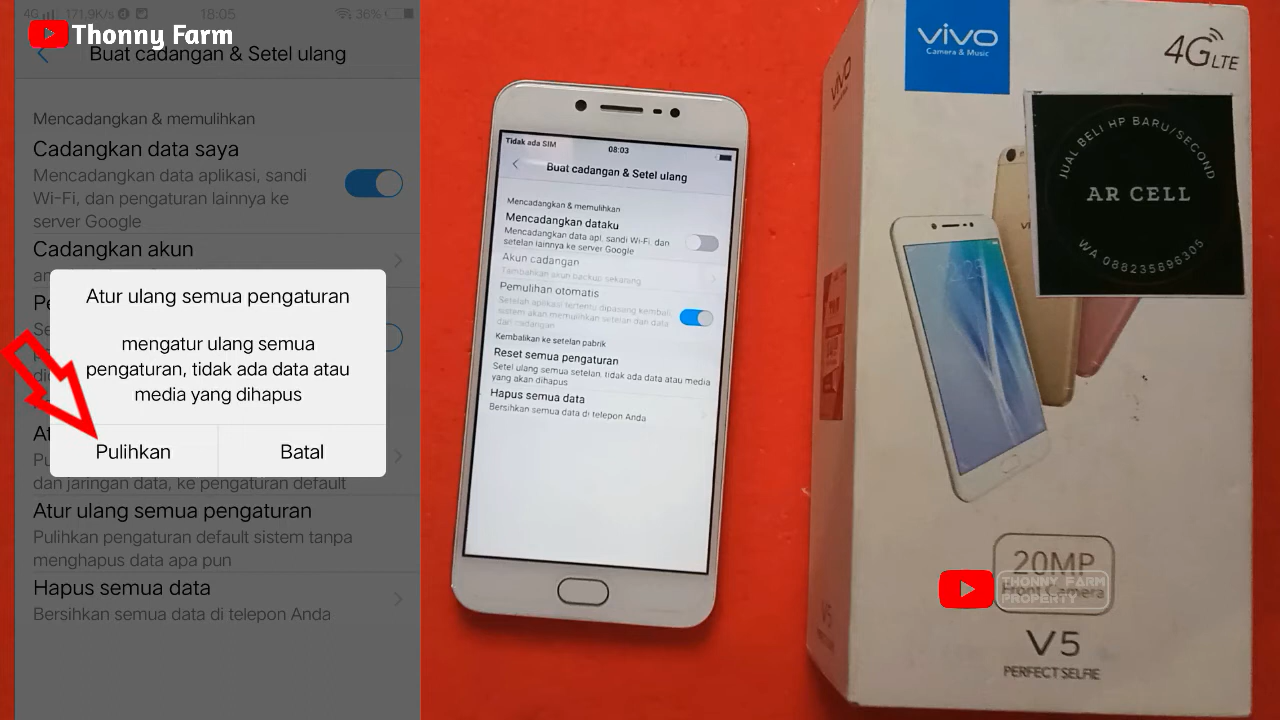 4G 171.9K/s 18:05 36%
Thonny Farm
Buat cadangan & Setel ulang
Mencadangkan & memulihkan
Cadangkan data saya
Mencadangkan data aplikasi, sandi
Wi-Fi, dan pengaturan lainnya ke
server Google
Cadangkan akun
Atur ulang semua pengaturan
mengatur ulang semua
pengaturan, tidak ada data atau
media yang dihapus
Pulihkan Batal
dan jaringan data, ke pengaturan default
Atur ulang semua pengaturan
Pulihkan pengaturan default sistem tanpa
menghapus data apa pun
Hapus semua data
Bersihkan semua data di telepon Anda
Tidak ada SIM 08:03
Buat cadangan & Setel ulang
Mencadangkan & memulihkan
Mencadangkan dataku
Mencadangkan data apl, sandi Wi-Fi, dan
setelan lainnya ke server Google
Akun cadangan
Tambahkan akun backup sekarang
Pemulihan otomatis
Setelah aplikasi tertentu dipasang kembali,
sistem akan memulihkan setelan dan data
dari cadangan
Kembalikan ke setelan pabrik
Reset semua pengaturan
Setel ulang semua setelan, tidak ada data atau media
yang akan dihapus
Hapus semua data
Bersihkan semua data di telepon Anda
vivo
vivo
Camera & Music
4G LTE
JUAL BELI HP BARU/SECOND
AR CELL
WA 088235896305
20MP
Front Camera
THONNY FARM
PROPERTY
V5
V5
PERFECT SELFIE